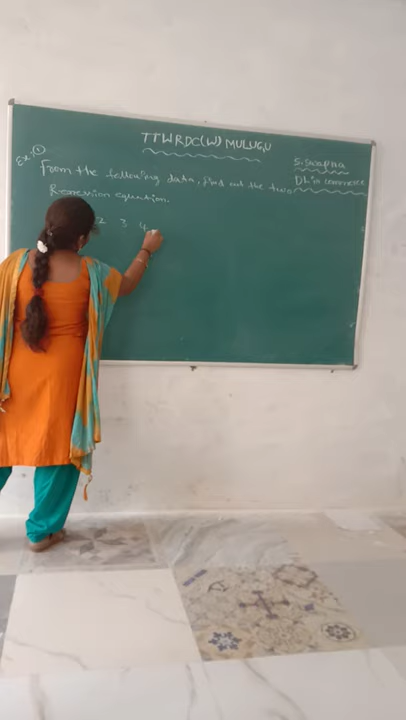 TTWRDC(W) MULUGU
S. Swapna
DL in commerce
Ex:- ①
From the following data, find out the two
Regression equation.
2 3 4